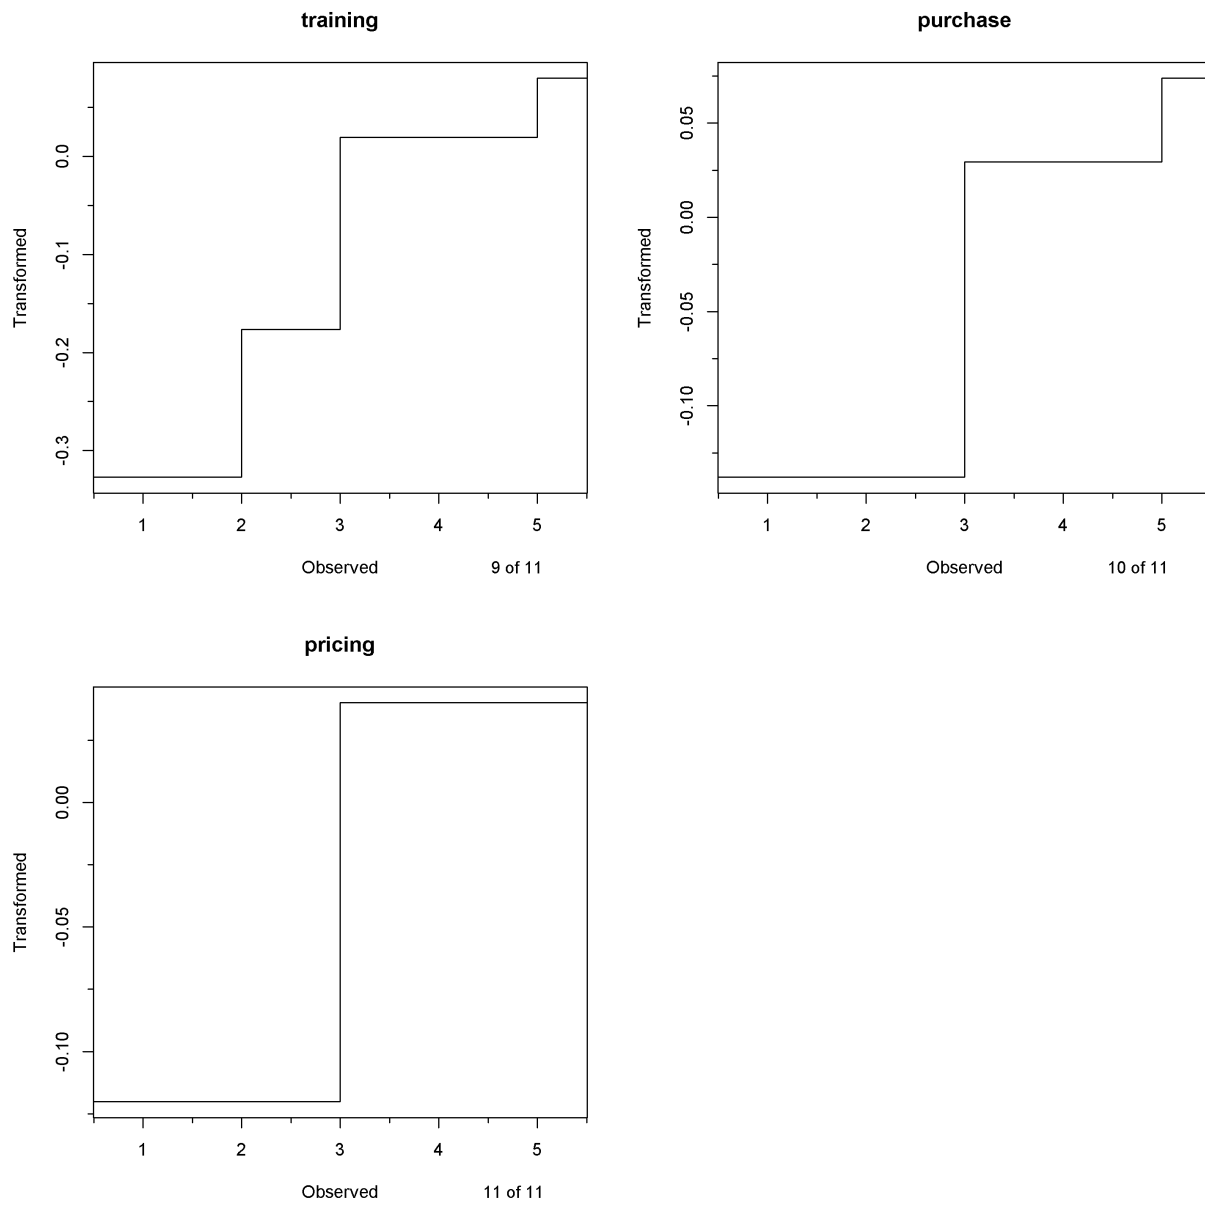 training
Transformed
0.0
-0.1
-0.2
-0.3
1 2 3 4 5
Observed 9 of 11
purchase
Transformed
0.05
0.00
-0.05
-0.10
1 2 3 4 5
Observed 10 of 11
pricing
Transformed
0.00
-0.05
-0.10
1 2 3 4 5
Observed 11 of 11